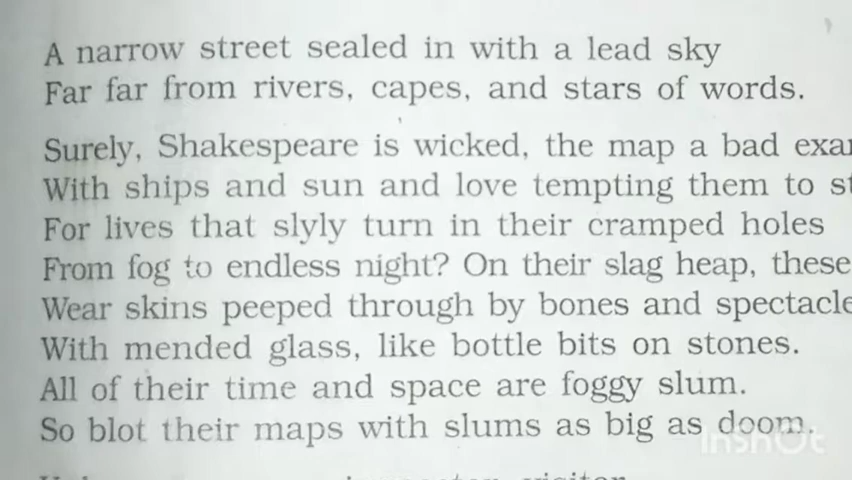 A narrow street sealed in with a lead sky
Far far from rivers, capes, and stars of words.
Surely, Shakespeare is wicked, the map a bad
With ships and sun and love tempting them to
For lives that slyly turn in their cramped holes
From fog to endless night? On their slag heap, these
Wear skins peeped through by bones and
With mended glass, like bottle bits on stones.
All of their time and space are foggy slum.
So blot their maps with slums as big as doom.
InShOt